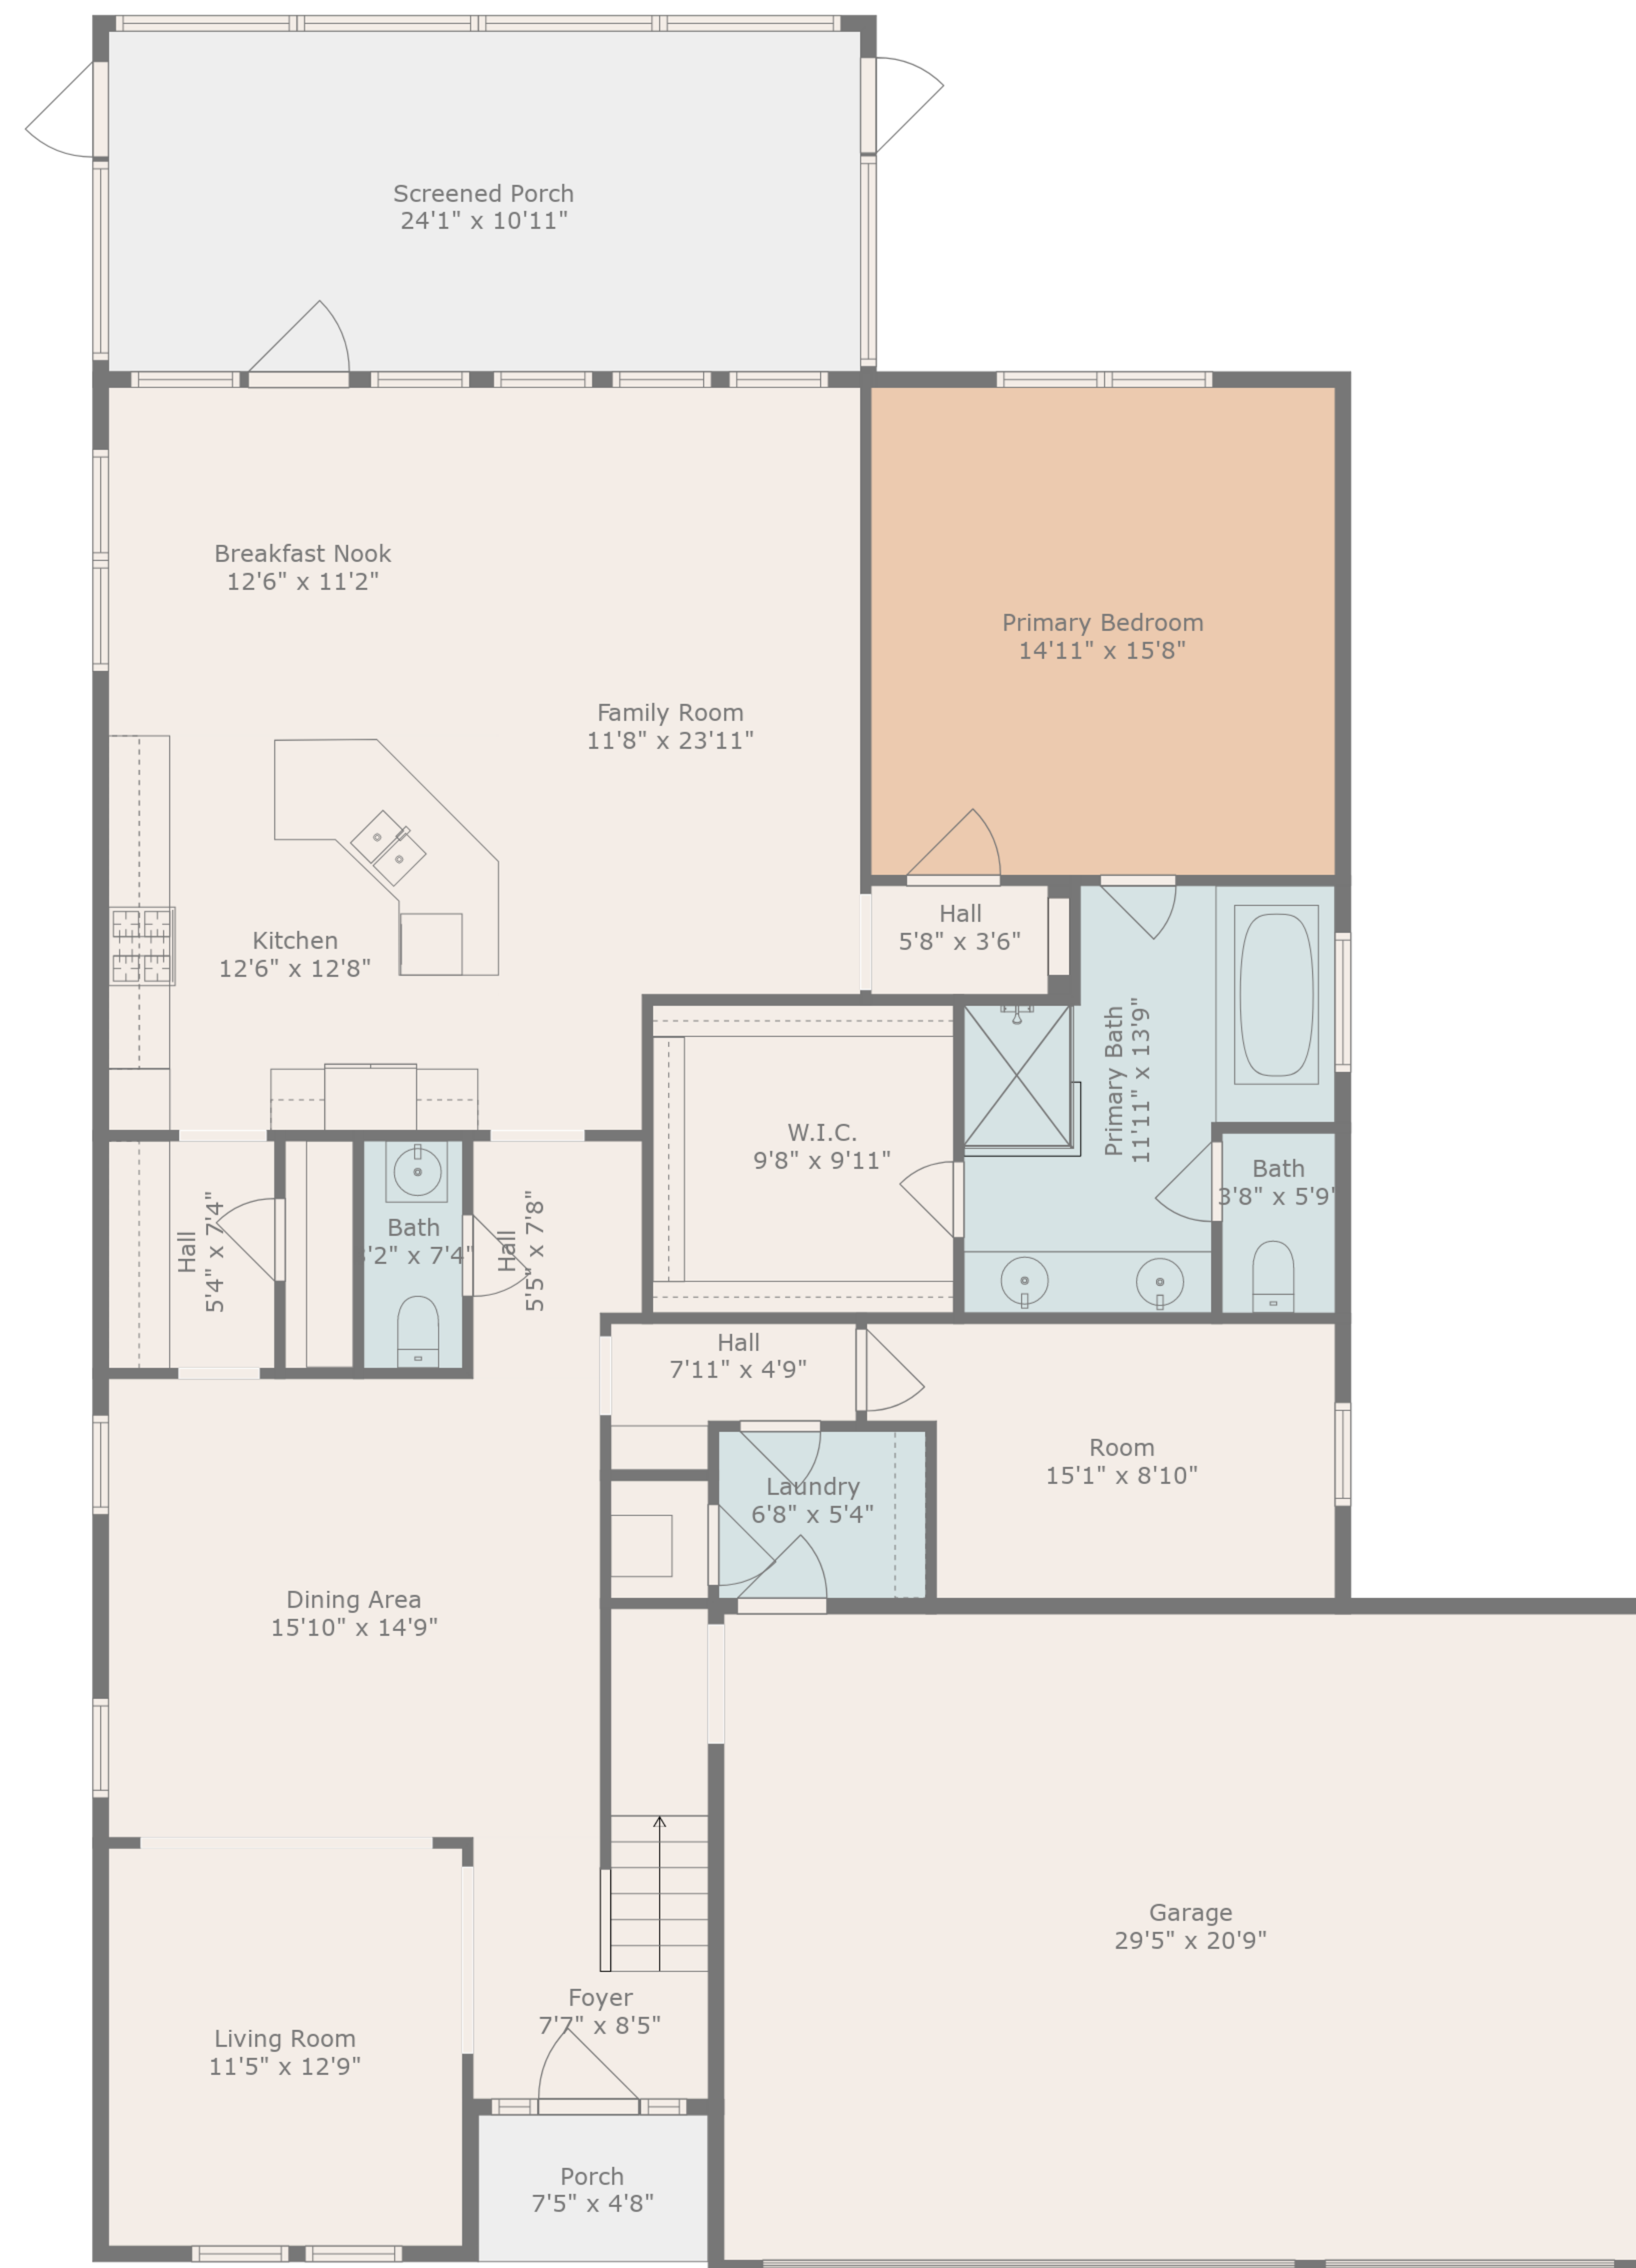 Screened Porch
24'1" x 10'11"
Breakfast Nook
12'6" x 11'2"
Primary Bedroom
14'11" x 15'8"
Family Room
11'8" x 23'11"
Hall
5'8" x 3'6"
Kitchen
12'6" x 12'8"
Primary Bath
11'11" x 13'9"
W.I.C.
9'8" x 9'11"
Bath
3'8" x 5'9'
Hall
5'4" x 7'4"
Bath
'2" x 7'4"
Hall
5'5" x 7'8"
Hall
7'11" x 4'9"
Room
15'1" x 8'10"
Laundry
6'8" x 5'4"
Dining Area
15'10" x 14'9"
Garage
29'5" x 20'9"
Foyer
7'7" x 8'5"
Living Room
11'5" x 12'9"
Porch
7'5" x 4'8"